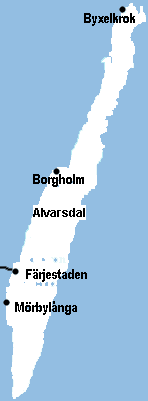 Byxelkrok
Borgholm
Alvarsdal
Färjestaden
Mörbylånga